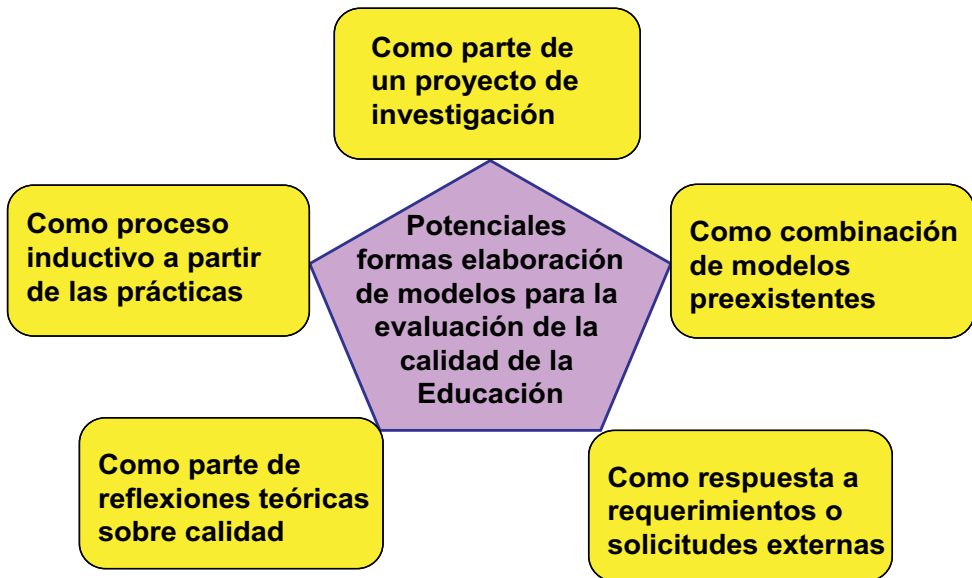 Como parte de
un proyecto de
investigación
Como proceso
inductivo a partir
de las prácticas
Potenciales
formas elaboración
de modelos para la
evaluación de la
calidad de la
Educación
Como combinación
de modelos
preexistentes
Como parte de
reflexiones teóricas
sobre calidad
Como respuesta a
requerimientos o
solicitudes externas